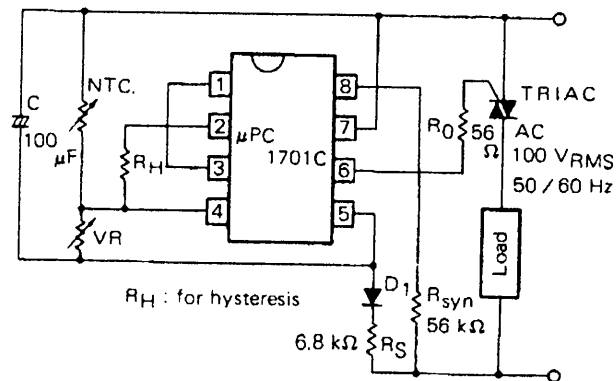 C
100
μF
NTC.
VR
RH
1
2
3
4
μPC
1701C
8
7
6
5
RO
56
Ω
TRIAC
AC
100 VRMS
50 / 60 Hz
Load
D1
Rsyn
56 kΩ
6.8 kΩ
RS
RH : for hysteresis